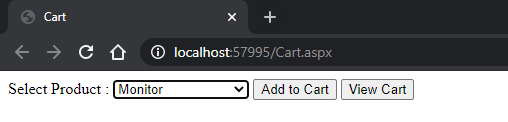 Cart
localhost:57995/Cart.aspx
Select Product : Monitor Add to Cart View Cart